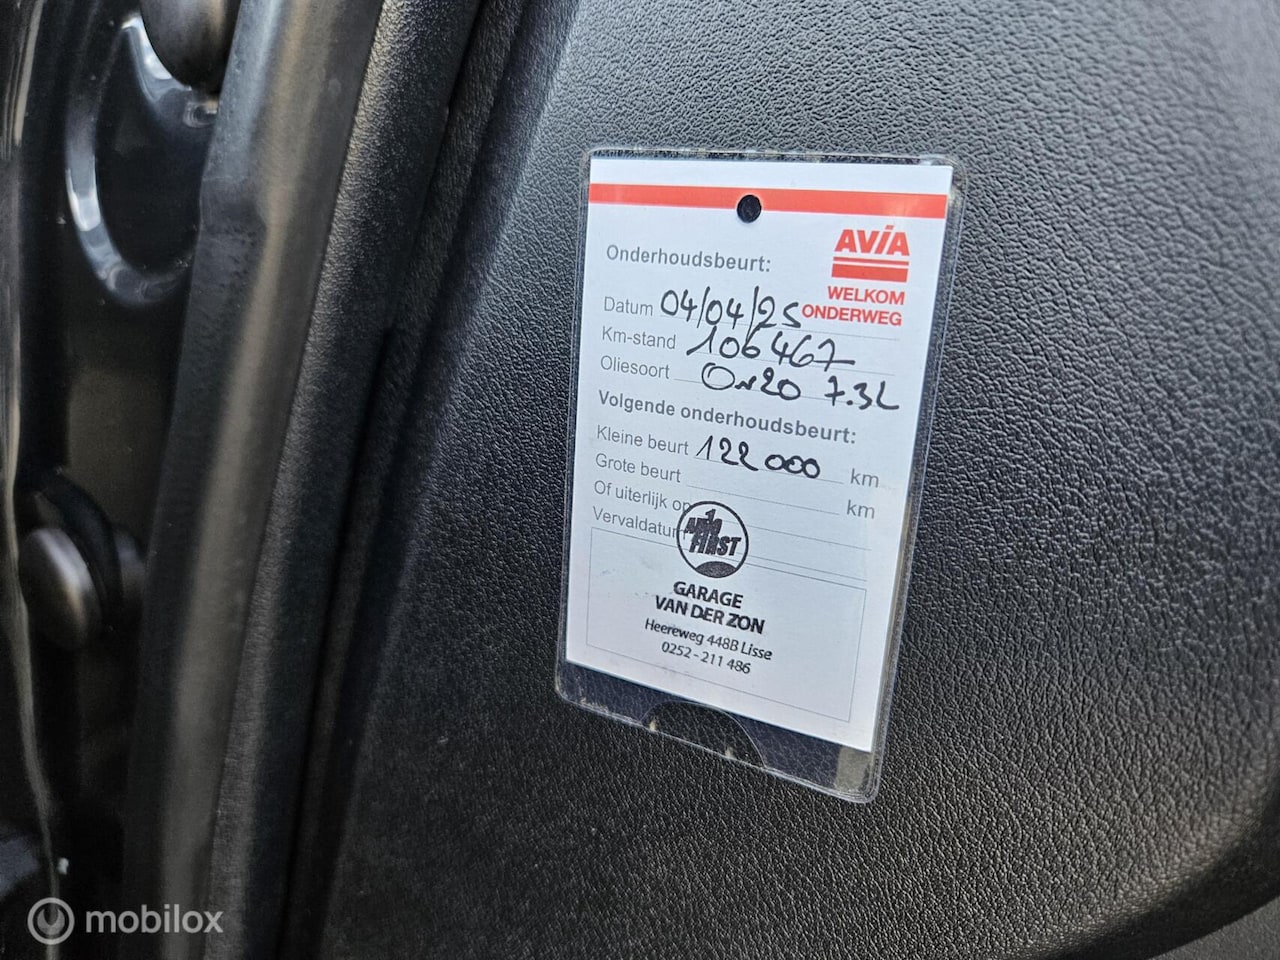 AViA
WELKOM
ONDERWEG
Onderhoudsbeurt:
Datum 04/04/25
Km-stand 106467
Oliesoort 0w20 7.3L
Volgende onderhoudsbeurt:
Kleine beurt 122000 km
Grote beurt km
Of uiterlijk op
Vervaldatum
1
AUTO
FIRST
GARAGE
VAN DER ZON
Heereweg 448B Lisse
0252 - 211 486
mobilox